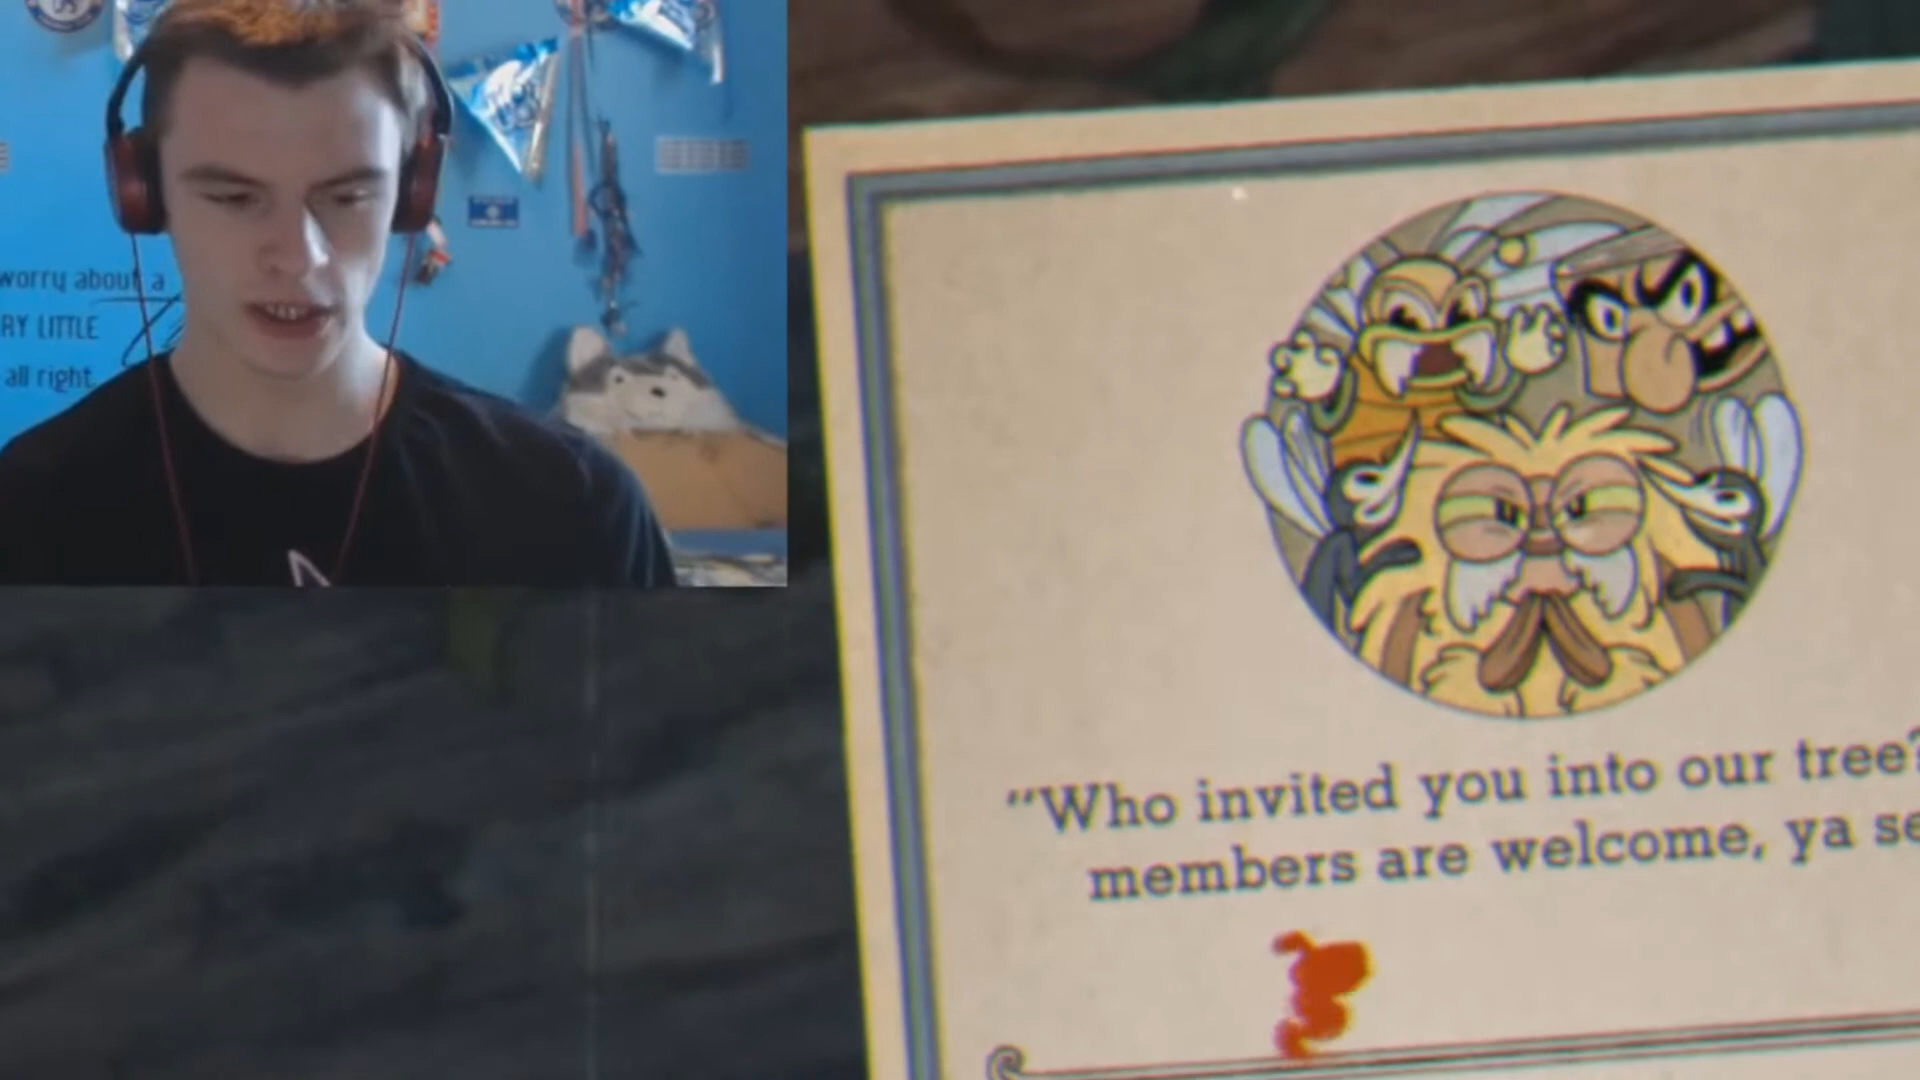 worry about a
RY LITTLE
all right.
"Who invited you into our tree?
members are welcome, ya se